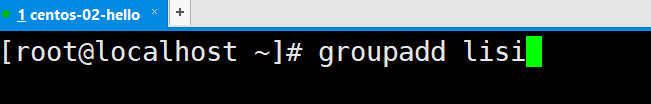 1 centos-02-hello × +
[root@localhost ~]# groupadd lisi